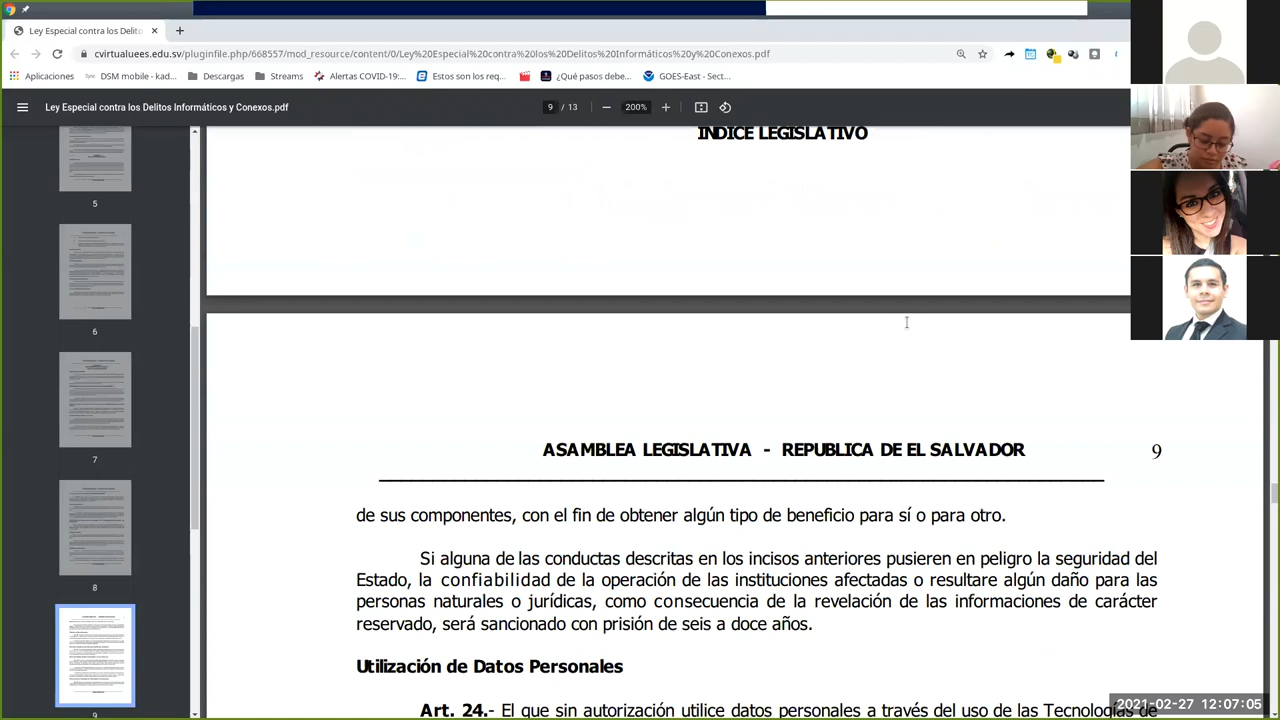 Ley Especial contra los Delito
cvirtualuees.edu.sv/pluginfile.php/668557/mod_resource/content/0/Ley%20Especial%20contra%20los%20Delitos%20Informáticos%20y%20Conexos.pdf
Aplicaciones DSM mobile - kad... Descargas Streams Alertas COVID-19:... Estos son los req... ¿Qué pasos debe... GOES-East - Sect...
Ley Especial contra los Delitos Informáticos y Conexos.pdf 9 / 13 200%
INDICE LEGISLATIVO
5
6
7
8
9
ASAMBLEA LEGISLATIVA - REPUBLICA DE EL SALVADOR 9
de sus componentes, con el fin de obtener algún tipo de beneficio para sí o para otro.
Si alguna de las conductas descritas en los incisos anteriores pusieren en peligro la seguridad del
Estado, la confiabilidad de la operación de las instituciones afectadas o resultare algún daño para las
personas naturales o jurídicas, como consecuencia de la revelación de las informaciones de carácter
reservado, será sancionado con prisión de seis a doce años.
Utilización de Datos Personales
Art. 24.- El que sin autorización utilice datos personales a través del uso de las Tecnologías de
2021-02-27 12:07:05